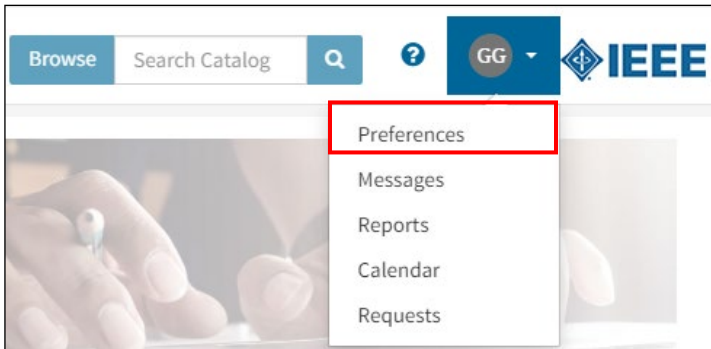 Browse Search Catalog GG IEEE
Preferences
Messages
Reports
Calendar
Requests